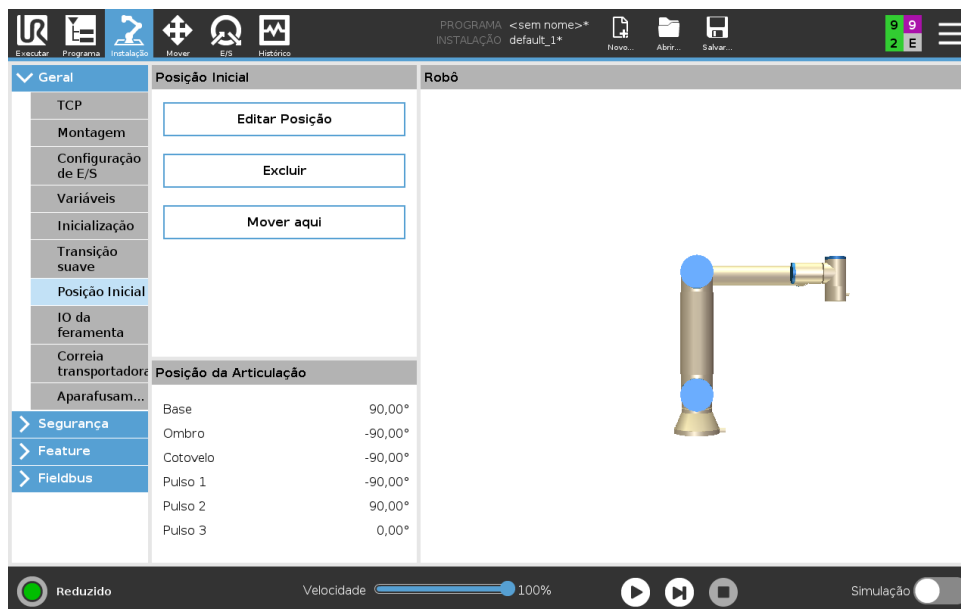 UR
Executar
Programa
Instalação
Mover
E/S
Histórico
PROGRAMA <sem nome>*
INSTALAÇÃO default_1*
Novo...
Abrir...
Salvar...
9 9
2 E
Geral
TCP
Montagem
Configuração
de E/S
Variáveis
Inicialização
Transição
suave
Posição Inicial
IO da
ferramenta
Correia
transportadora
Aparafusam...
Segurança
Feature
Fieldbus
Posição Inicial
Editar Posição
Excluir
Mover aqui
Posição da Articulação
Base 90,00°
Ombro -90,00°
Cotovelo -90,00°
Pulso 1 -90,00°
Pulso 2 90,00°
Pulso 3 0,00°
Robô
Reduzido
Velocidade 100%
Simulação